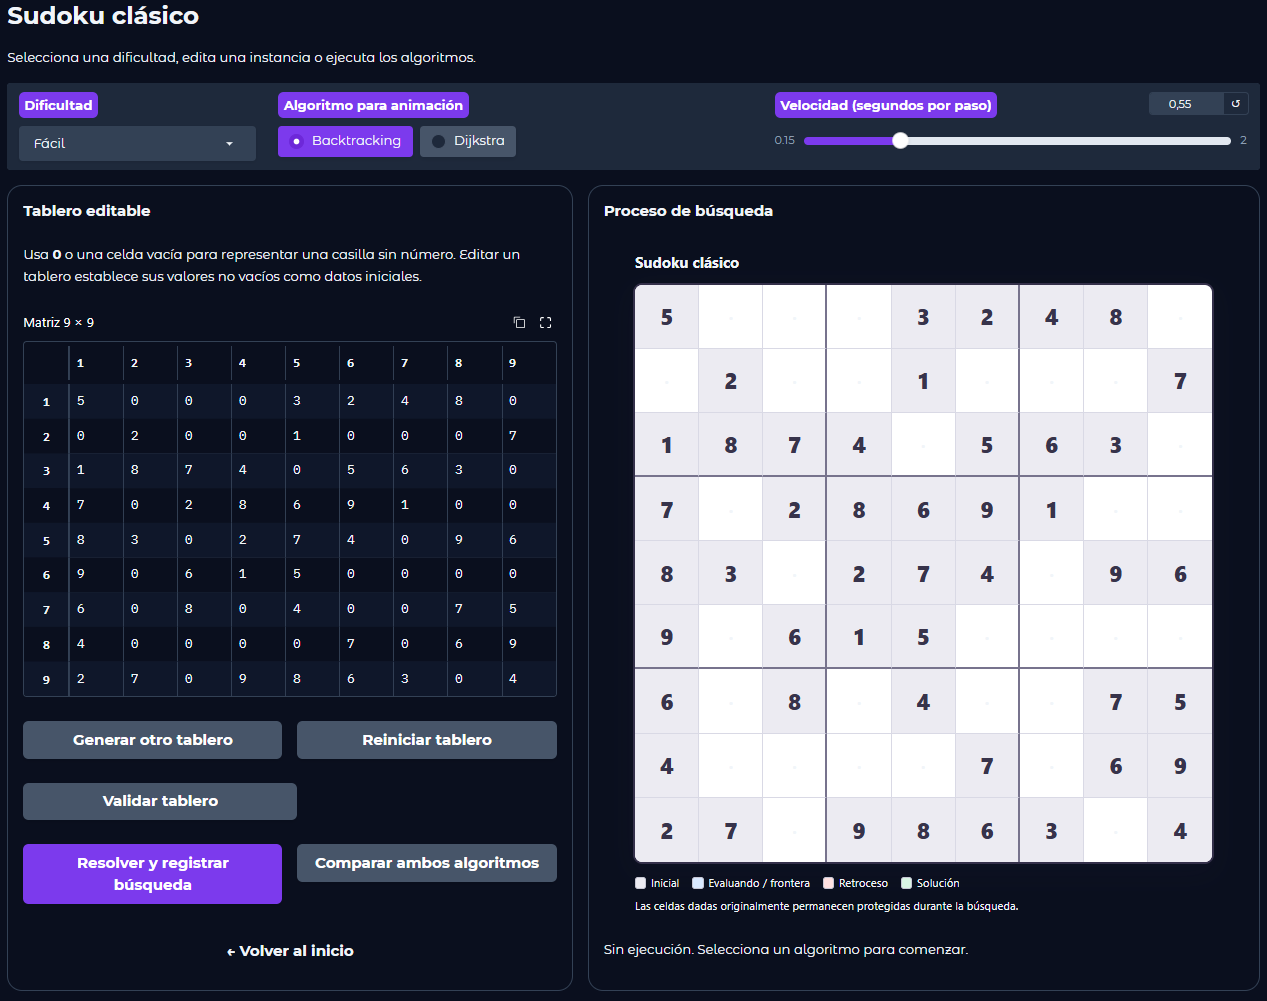 Sudoku clásico
Selecciona una dificultad, edita una instancia o ejecuta los algoritmos.
Dificultad
Fácil
Algoritmo para animación
Backtracking Dijkstra
Velocidad (segundos por paso) 0,55 ↺
0.15 2
Tablero editable
Usa 0 o una celda vacía para representar una casilla sin número. Editar un
tablero establece sus valores no vacíos como datos iniciales.
Matriz 9 × 9
1 2 3 4 5 6 7 8 9
1 5 0 0 0 3 2 4 8 0
2 0 2 0 0 1 0 0 0 7
3 1 8 7 4 0 5 6 3 0
4 7 0 2 8 6 9 1 0 0
5 8 3 0 2 7 4 0 9 6
6 9 0 6 1 5 0 0 0 0
7 6 0 8 0 4 0 0 7 5
8 4 0 0 0 0 7 0 6 9
9 2 7 0 9 8 6 3 0 4
Generar otro tablero Reiniciar tablero
Validar tablero
Resolver y registrar
búsqueda
Comparar ambos algoritmos
← Volver al inicio
Proceso de búsqueda
Sudoku clásico
5 · · · 3 2 4 8 ·
· 2 · · 1 · · · 7
1 8 7 4 · 5 6 3 ·
7 · 2 8 6 9 1 · ·
8 3 · 2 7 4 · 9 6
9 · 6 1 5 · · · ·
6 · 8 · 4 · · 7 5
4 · · · · 7 · 6 9
2 7 · 9 8 6 3 · 4
Inicial Evaluando / frontera Retroceso Solución
Las celdas dadas originalmente permanecen protegidas durante la búsqueda.
Sin ejecución. Selecciona un algoritmo para comenzar.